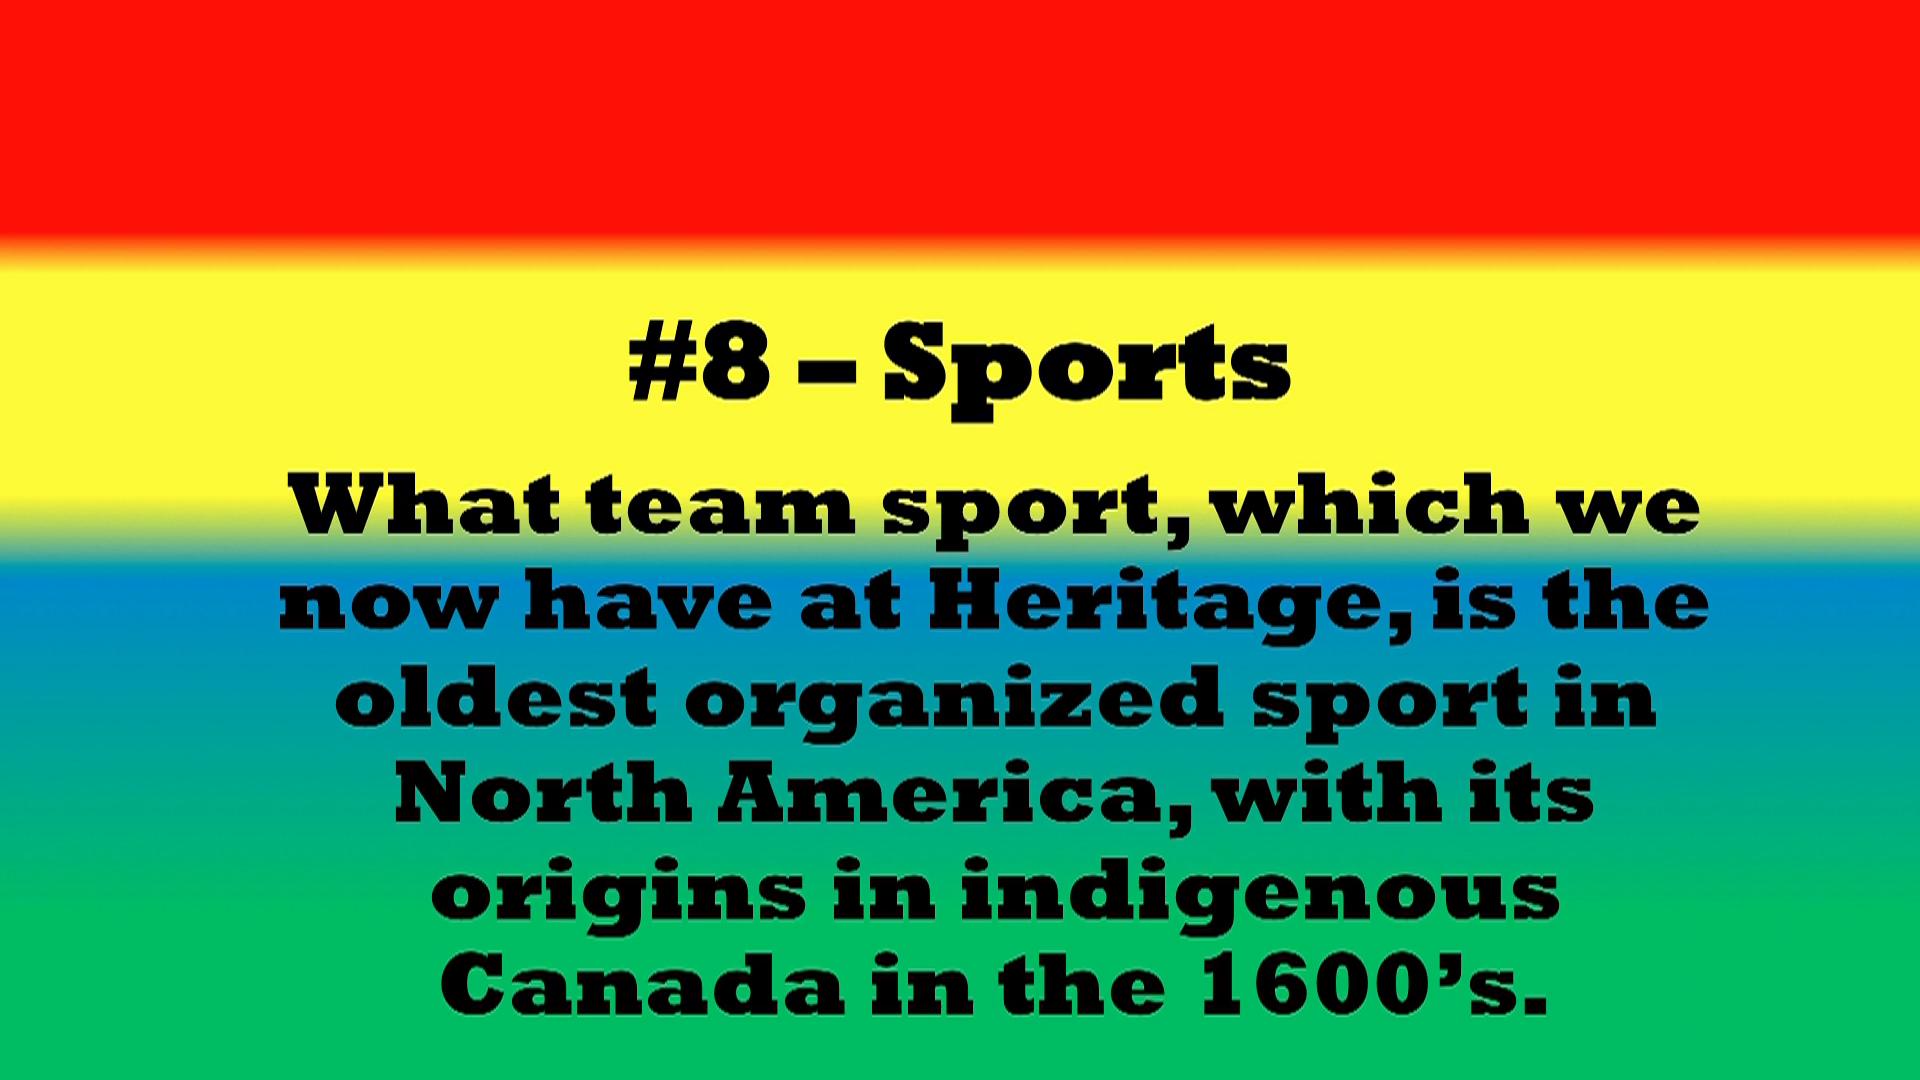 #8 – Sports
What team sport, which we
now have at Heritage, is the
oldest organized sport in
North America, with its
origins in indigenous
Canada in the 1600’s.